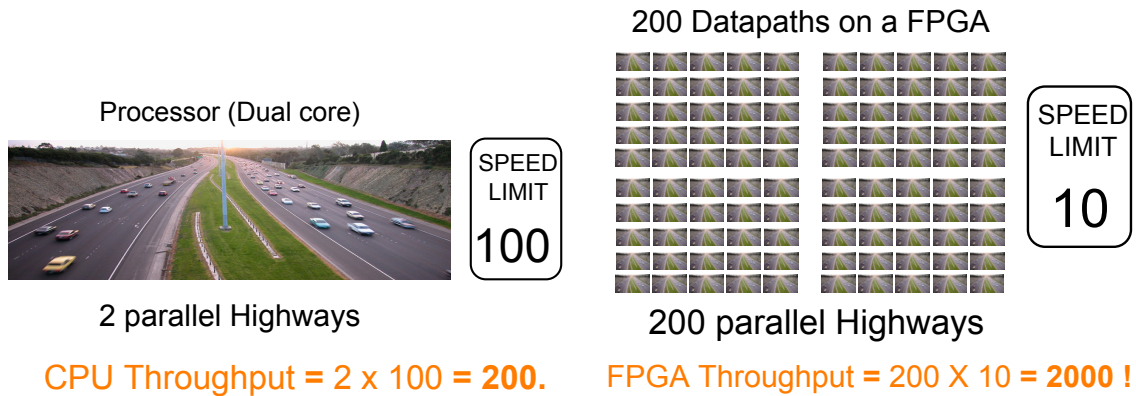 Processor (Dual core)
SPEED
LIMIT
100
2 parallel Highways
CPU Throughput = 2 x 100 = 200.
200 Datapaths on a FPGA
SPEED
LIMIT
10
200 parallel Highways
FPGA Throughput = 200 X 10 = 2000 !